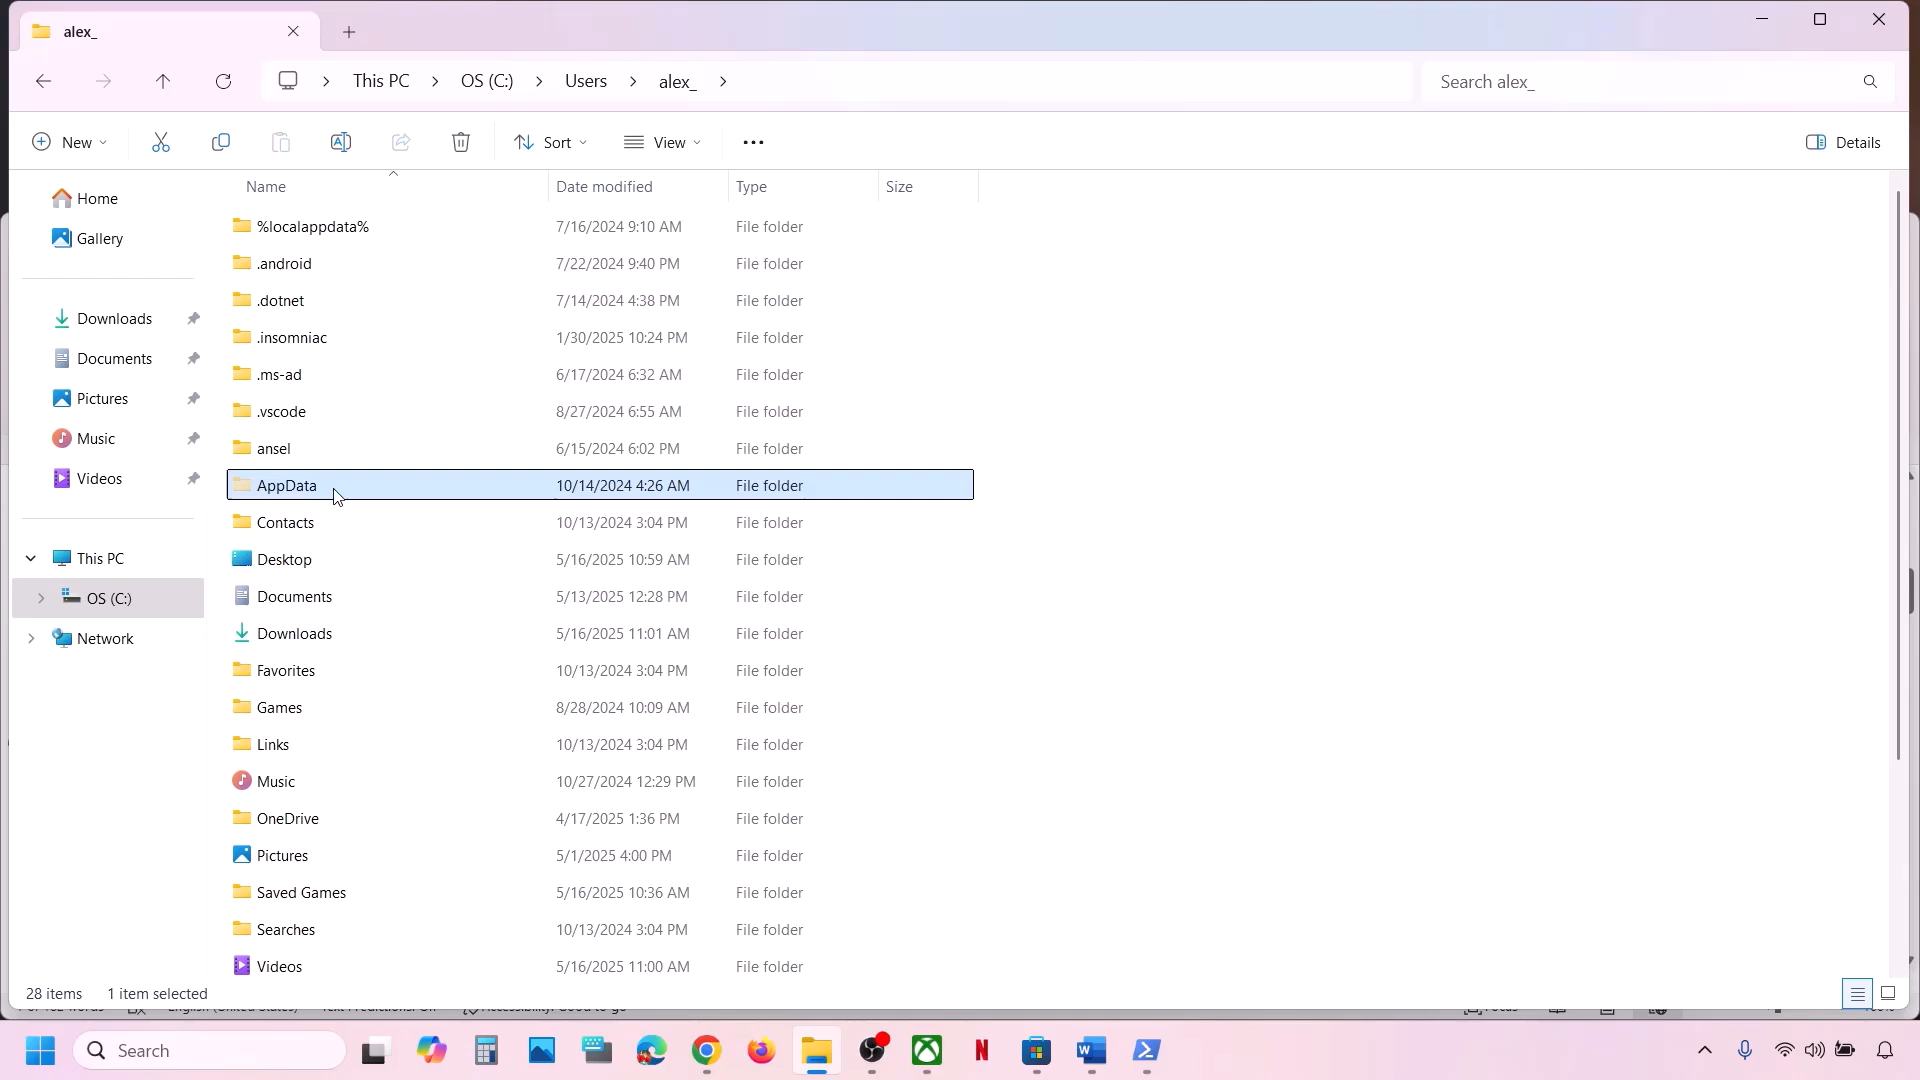 alex_
This PC
OS (C:)
Users
alex_
Search alex_
New
Sort
View
Details
Name
Date modified
Type
Size
Home
Gallery
Downloads
Documents
Pictures
Music
Videos
This PC
OS (C:)
Network
%localappdata% 7/16/2024 9:10 AM File folder
.android 7/22/2024 9:40 PM File folder
.dotnet 7/14/2024 4:38 PM File folder
.insomniac 1/30/2025 10:24 PM File folder
.ms-ad 6/17/2024 6:32 AM File folder
.vscode 8/27/2024 6:55 AM File folder
ansel 6/15/2024 6:02 PM File folder
AppData 10/14/2024 4:26 AM File folder
Contacts 10/13/2024 3:04 PM File folder
Desktop 5/16/2025 10:59 AM File folder
Documents 5/13/2025 12:28 PM File folder
Downloads 5/16/2025 11:01 AM File folder
Favorites 10/13/2024 3:04 PM File folder
Games 8/28/2024 10:09 AM File folder
Links 10/13/2024 3:04 PM File folder
Music 10/27/2024 12:29 PM File folder
OneDrive 4/17/2025 1:36 PM File folder
Pictures 5/1/2025 4:00 PM File folder
Saved Games 5/16/2025 10:36 AM File folder
Searches 10/13/2024 3:04 PM File folder
Videos 5/16/2025 11:00 AM File folder
28 items 1 item selected
Search